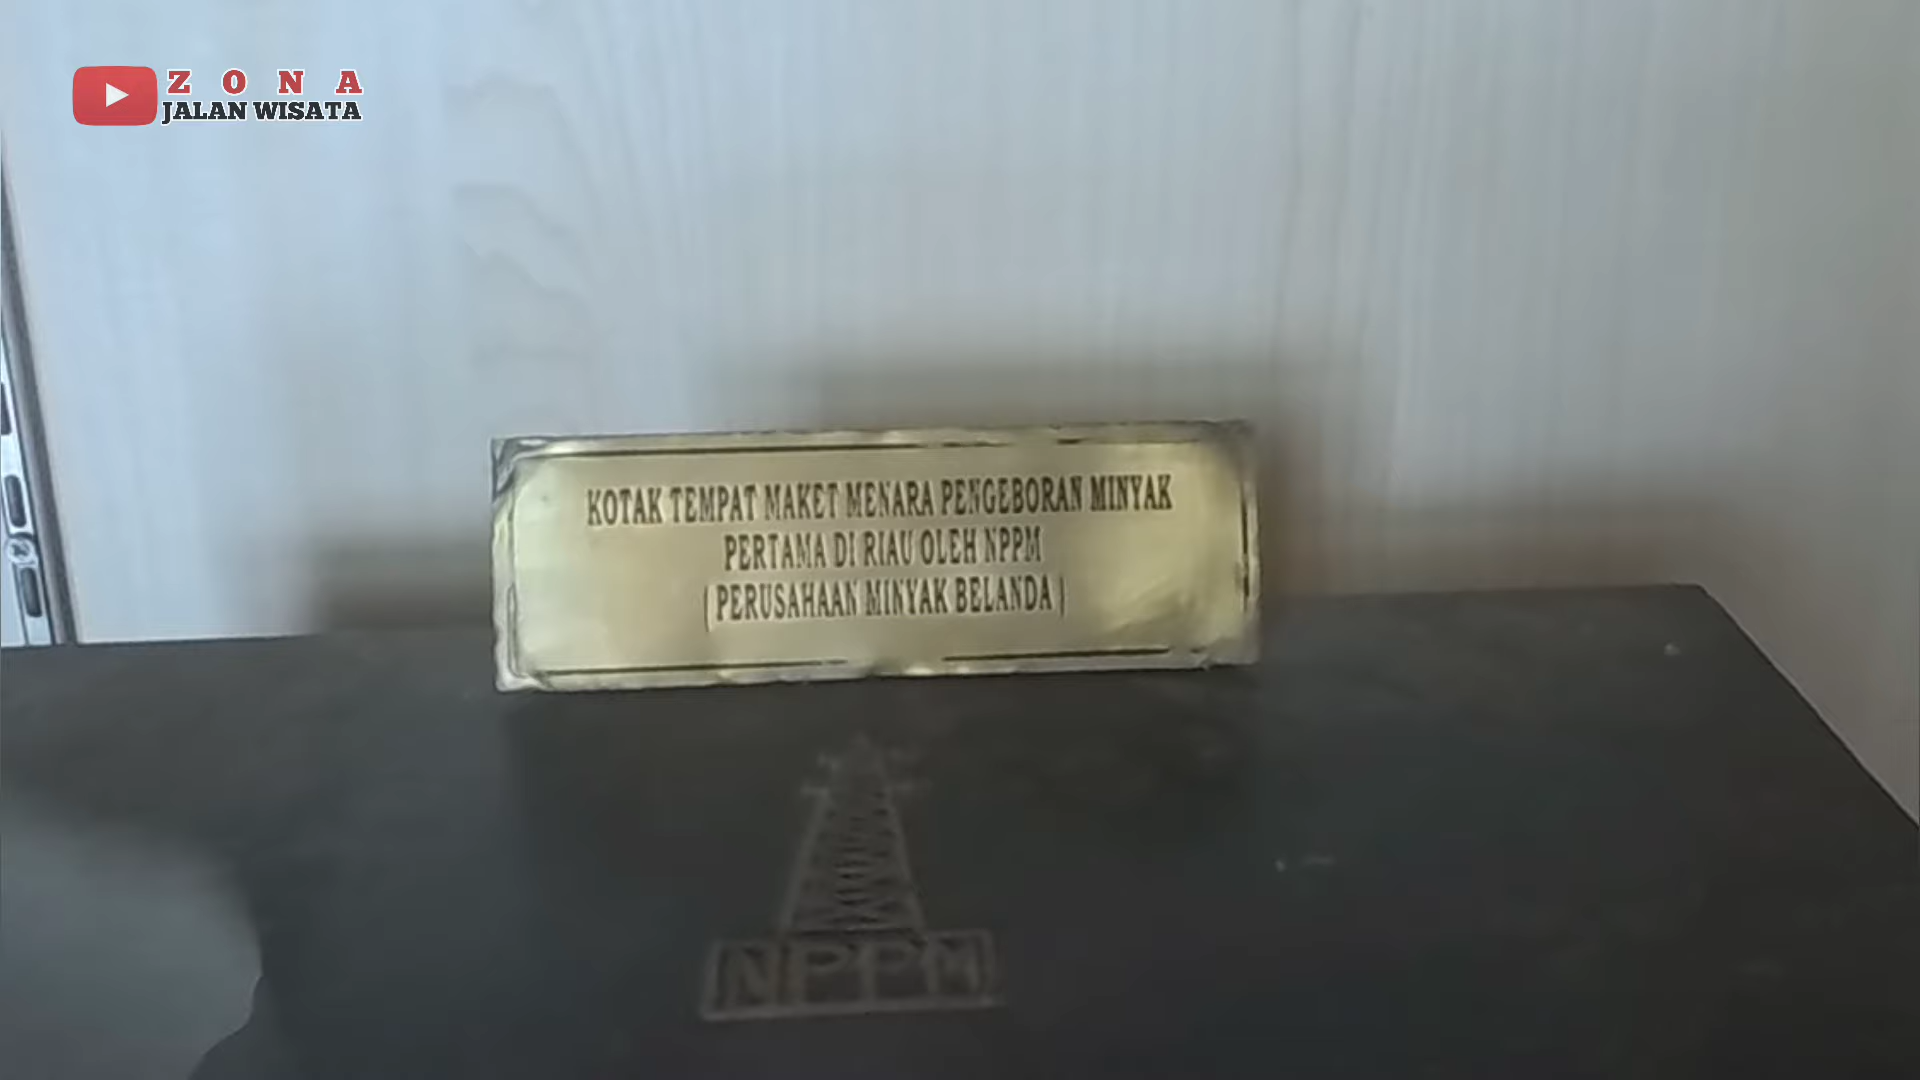 Z O N A
JALAN WISATA
KOTAK TEMPAT MAKET MENARA PENGEBORAN MINYAK
PERTAMA DI RIAU OLEH NPPM
( PERUSAHAAN MINYAK BELANDA )
NPPM